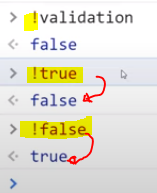 > !validation
<· false
> !true
<· false
> !false
<· true
>